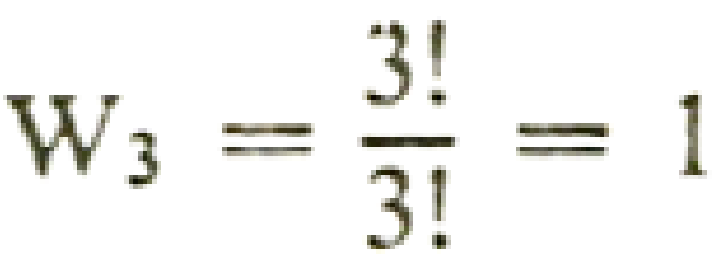 W₃ = 3!/3! = 1